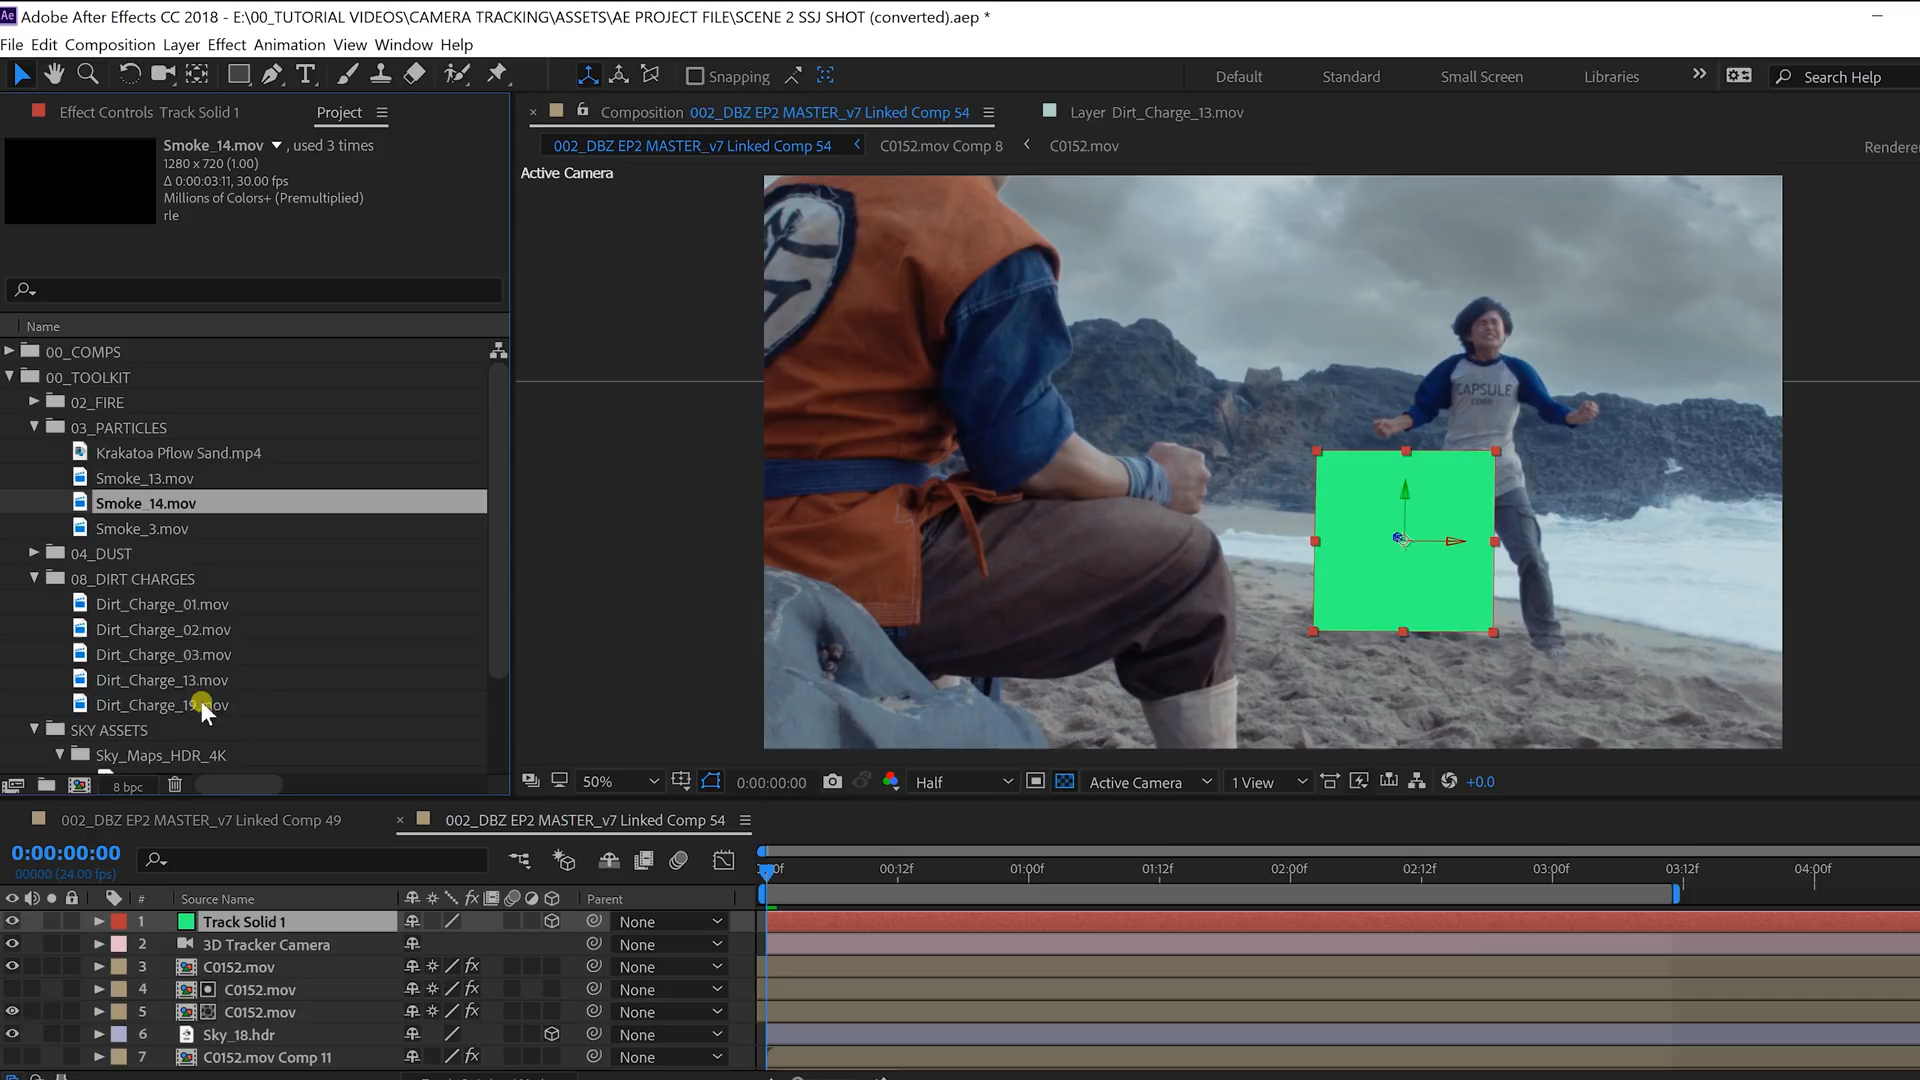 Adobe After Effects CC 2018 - E:\00_TUTORIAL VIDEOS\CAMERA TRACKING\ASSETS\AE PROJECT FILE\SCENE 2 SSJ SHOT (converted).aep *
File Edit Composition Layer Effect Animation View Window Help
Snapping
Default Standard Small Screen Libraries Search Help
Effect Controls Track Solid 1 Project
Composition 002_DBZ EP2 MASTER_v7 Linked Comp 54 Layer Dirt_Charge_13.mov
Smoke_14.mov , used 3 times
1280 x 720 (1.00)
Δ 0:00:03:11, 30.00 fps
Millions of Colors+ (Premultiplied)
rle
002_DBZ EP2 MASTER_v7 Linked Comp 54 C0152.mov Comp 8 C0152.mov
Active Camera
Name
00_COMPS
00_TOOLKIT
02_FIRE
03_PARTICLES
Krakatoa Pflow Sand.mp4
Smoke_13.mov
Smoke_14.mov
Smoke_3.mov
04_DUST
08_DIRT CHARGES
Dirt_Charge_01.mov
Dirt_Charge_02.mov
Dirt_Charge_03.mov
Dirt_Charge_13.mov
SKY ASSETS
Sky_Maps_HDR_4K
8 bpc
CAPSULE
CORP.
50% 0:00:00:00 Half Active Camera 1 View +0.0
002_DBZ EP2 MASTER_v7 Linked Comp 49 002_DBZ EP2 MASTER_v7 Linked Comp 54
0:00:00:00
00000 (24.00 fps)
00:12f 01:00f 01:12f 02:00f 02:12f 03:00f 03:12f 04:00f
# Source Name Parent
1 Track Solid 1 None
2 3D Tracker Camera None
3 C0152.mov None
4 C0152.mov None
5 C0152.mov None
6 Sky_18.hdr None
7 C0152.mov Comp 11 None